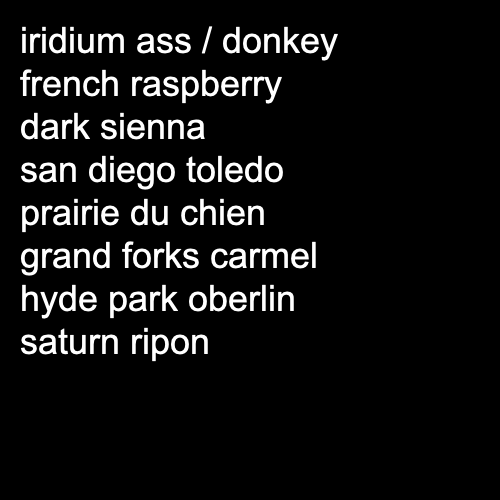 iridium ass / donkey
french raspberry
dark sienna
san diego toledo
prairie du chien
grand forks carmel
hyde park oberlin
saturn ripon